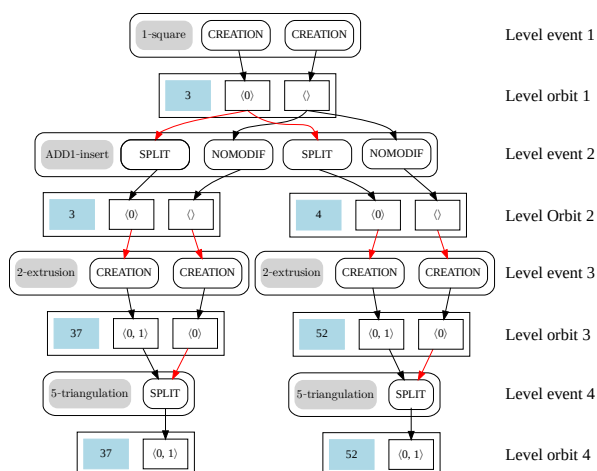 1-square CREATION CREATION Level event 1
3 ⟨0⟩ ⟨⟩ Level orbit 1
ADD1-insert SPLIT NOMODIF SPLIT NOMODIF Level event 2
3 ⟨0⟩ ⟨⟩ 4 ⟨0⟩ ⟨⟩ Level Orbit 2
2-extrusion CREATION CREATION 2-extrusion CREATION CREATION Level event 3
37 ⟨0, 1⟩ ⟨0⟩ 52 ⟨0, 1⟩ ⟨0⟩ Level orbit 3
5-triangulation SPLIT 5-triangulation SPLIT Level event 4
37 ⟨0, 1⟩ 52 ⟨0, 1⟩ Level orbit 4